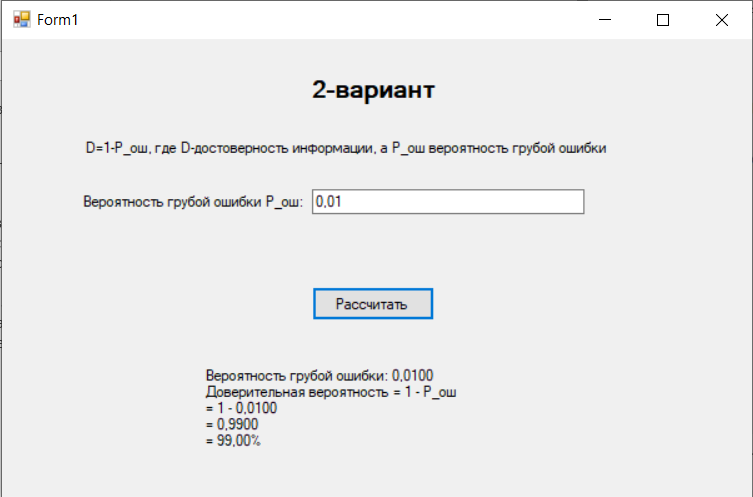 Form1
2-вариант
D=1-P_ош, где D-достоверность информации, а P_ош вероятность грубой ошибки
Вероятность грубой ошибки P_ош: 0,01
Рассчитать
Вероятность грубой ошибки: 0,0100
Доверительная вероятность = 1 - P_ош
= 1 - 0,0100
= 0,9900
= 99,00%